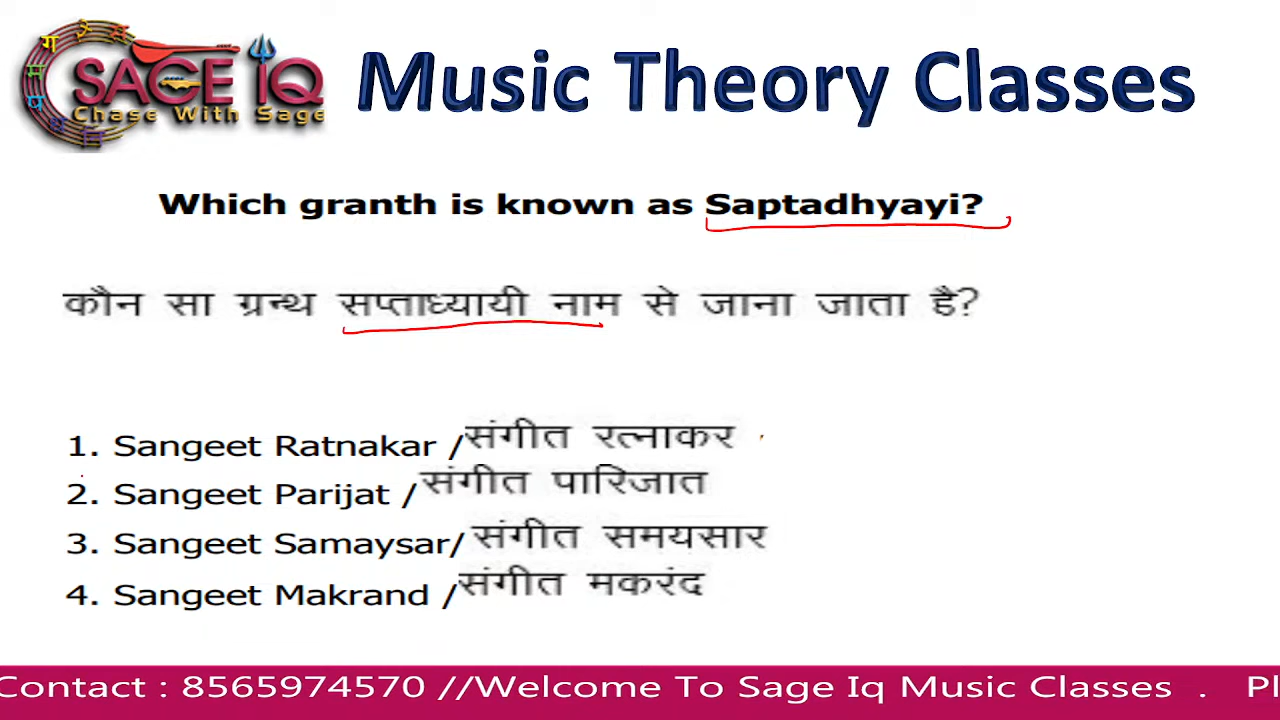 SAGE IQ
Chase With Sage
Music Theory Classes
Which granth is known as Saptadhyayi?
कौन सा ग्रन्थ सप्ताध्यायी नाम से जाना जाता है?
1. Sangeet Ratnakar /संगीत रत्नाकर
2. Sangeet Parijat /संगीत पारिजात
3. Sangeet Samaysar/संगीत समयसार
4. Sangeet Makrand /संगीत मकरंद
Contact : 8565974570 //Welcome To Sage Iq Music Classes . Pl